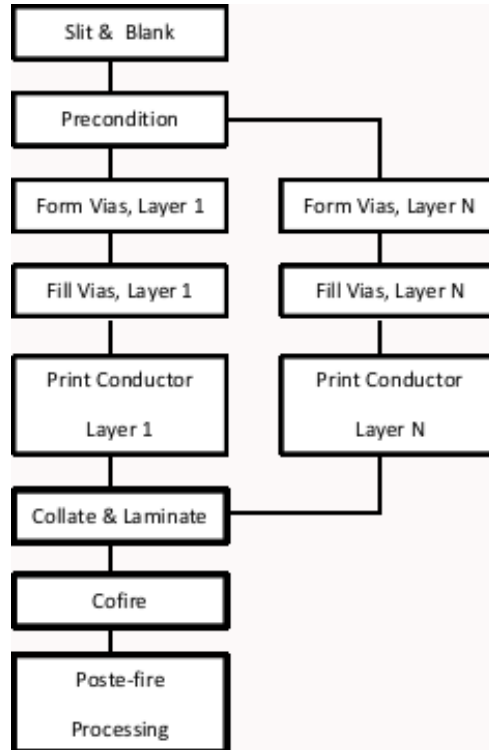 Slit & Blank
Precondition
Form Vias, Layer 1
Form Vias, Layer N
Fill Vias, Layer 1
Fill Vias, Layer N
Print Conductor
Layer 1
Print Conductor
Layer N
Collate & Laminate
Cofire
Poste-fire
Processing